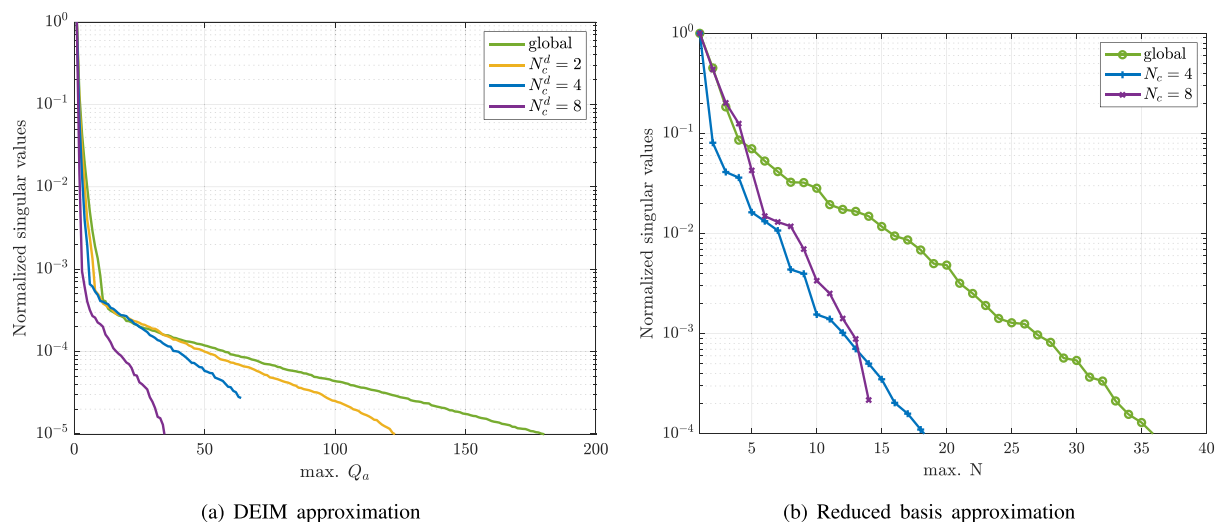 10^0
10^-1
10^-2
10^-3
10^-4
10^-5
Normalized singular values
0
50
100
150
200
max. Q_a
global
N_c^d = 2
N_c^d = 4
N_c^d = 8
(a) DEIM approximation
10^0
10^-1
10^-2
10^-3
10^-4
Normalized singular values
5
10
15
20
25
30
35
40
max. N
global
N_c = 4
N_c = 8
(b) Reduced basis approximation